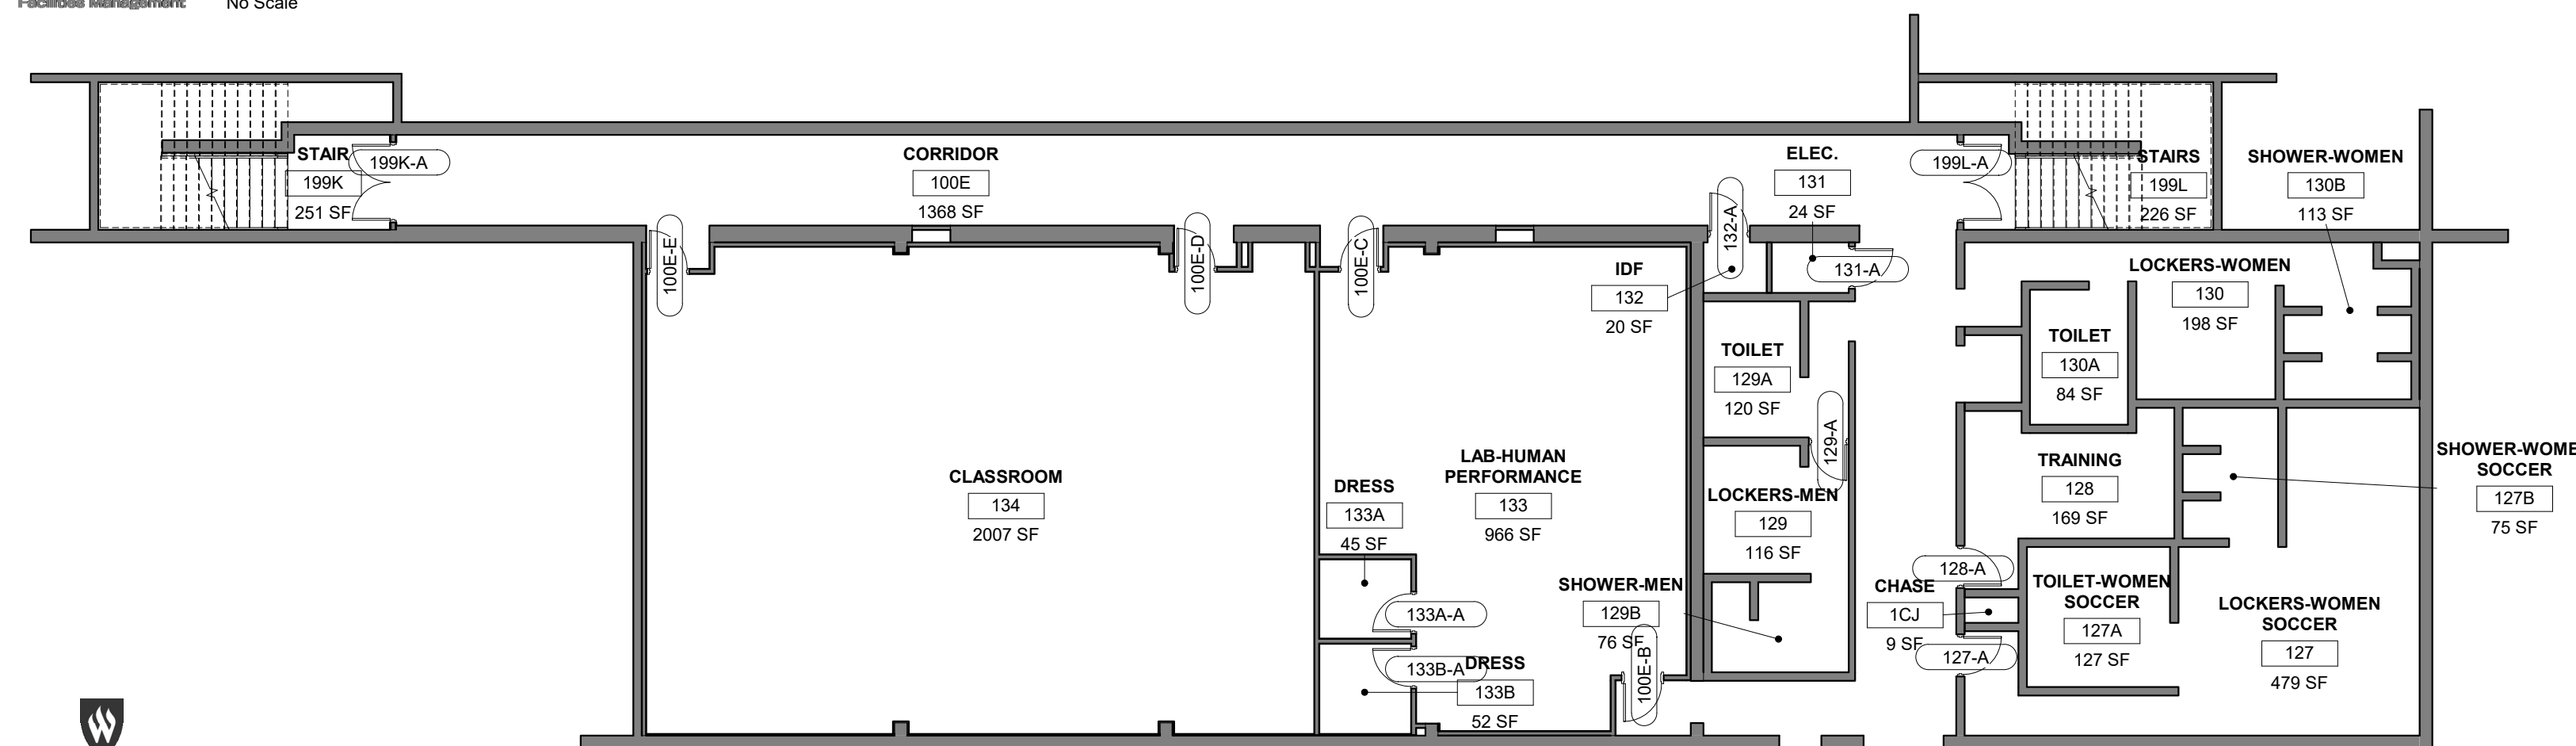 Facilities Management
No Scale
STAIR
199K
251 SF
199K-A
CORRIDOR
100E
1368 SF
ELEC.
131
24 SF
199L-A
STAIRS
199L
226 SF
SHOWER-WOMEN
130B
113 SF
100E-E
100E-D
100E-C
132-A
131-A
IDF
132
20 SF
LOCKERS-WOMEN
130
198 SF
TOILET
129A
120 SF
TOILET
130A
84 SF
129-A
CLASSROOM
134
2007 SF
LAB-HUMAN
PERFORMANCE
133
966 SF
DRESS
133A
45 SF
LOCKERS-MEN
129
116 SF
TRAINING
128
169 SF
SHOWER-WOME
SOCCER
127B
75 SF
128-A
SHOWER-MEN
129B
76 SF
CHASE
1CJ
9 SF
TOILET-WOMEN
SOCCER
127A
127 SF
LOCKERS-WOMEN
SOCCER
127
479 SF
133A-A
133B-A
DRESS
133B
52 SF
100E-B
127-A